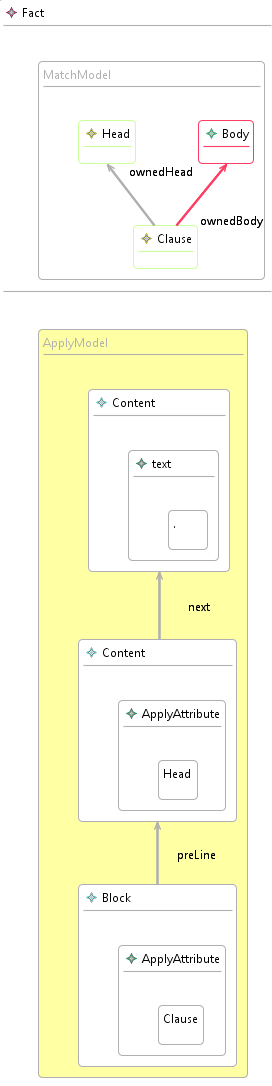 Fact
MatchModel
Head
Body
ownedHead
ownedBody
Clause
ApplyModel
Content
text
.
next
Content
ApplyAttribute
Head
preLine
Block
ApplyAttribute
Clause